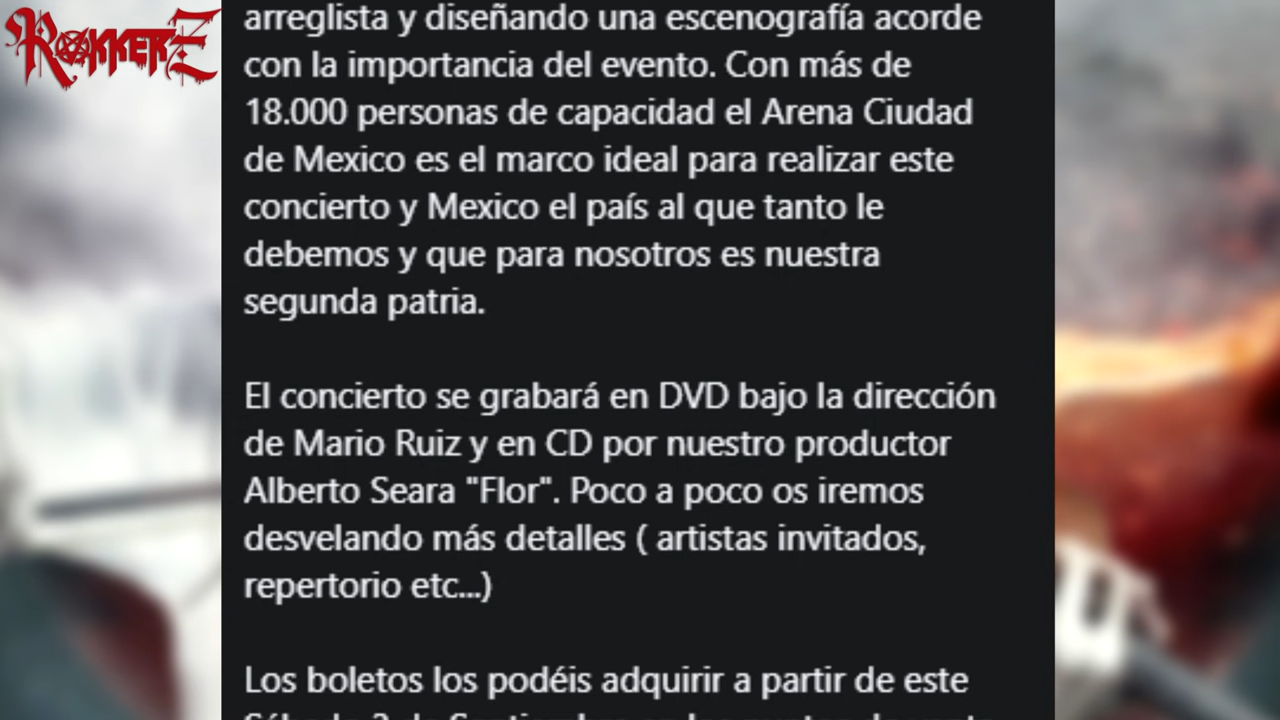 RokkerZ
arreglista y diseñando una escenografía acorde
con la importancia del evento. Con más de
18.000 personas de capacidad el Arena Ciudad
de Mexico es el marco ideal para realizar este
concierto y Mexico el país al que tanto le
debemos y que para nosotros es nuestra
segunda patria.
El concierto se grabará en DVD bajo la dirección
de Mario Ruiz y en CD por nuestro productor
Alberto Seara "Flor". Poco a poco os iremos
desvelando más detalles ( artistas invitados,
repertorio etc...)
Los boletos los podéis adquirir a partir de este